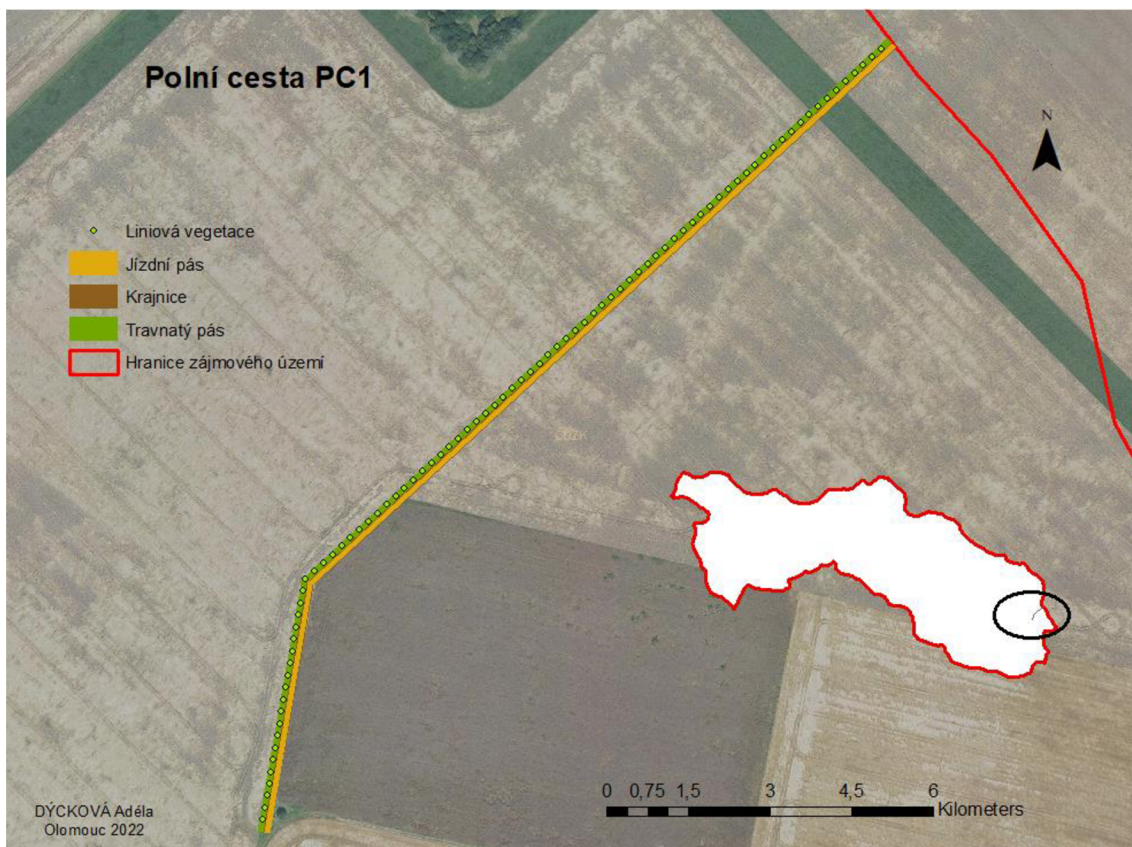 Polní cesta PC1
N
Liniová vegetace
Jízdní pás
Krajnice
Travnatý pás
Hranice zájmového území
ČÚZK
0 0,75 1,5 3 4,5 6
Kilometers
DÝCKOVÁ Adéla
Olomouc 2022